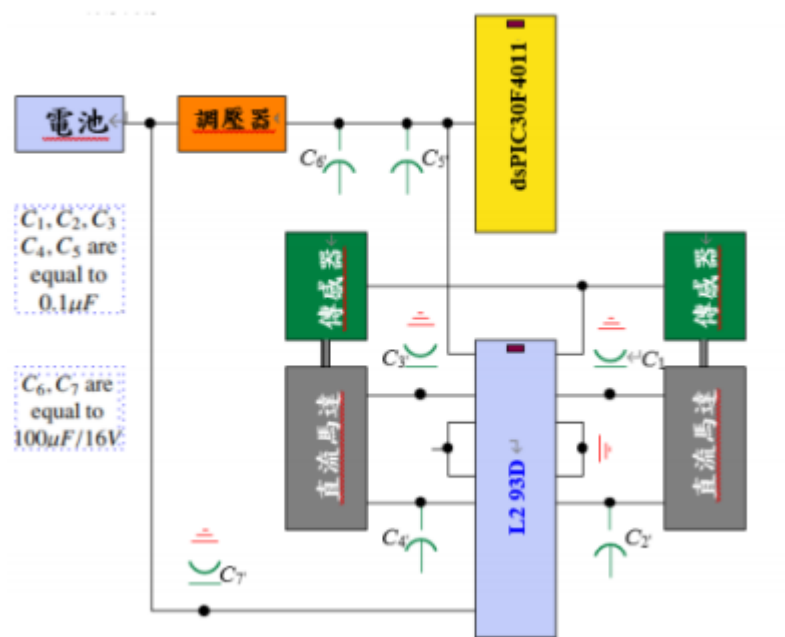 電池
調壓器
dsPIC30F4011
C6'
C5'
C1, C2, C3
C4, C5 are
equal to
0.1μF
傳感器
傳感器
C3'
C1
C6, C7 are
equal to
100μF/16V
直流馬達
L2 93D
直流馬達
C4'
C2'
C7'